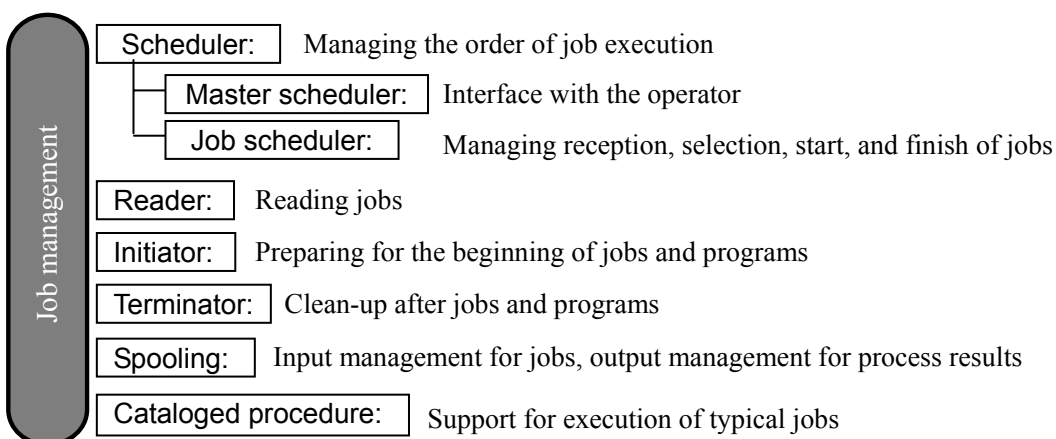 Job management
Scheduler: Managing the order of job execution
Master scheduler: Interface with the operator
Job scheduler: Managing reception, selection, start, and finish of jobs
Reader: Reading jobs
Initiator: Preparing for the beginning of jobs and programs
Terminator: Clean-up after jobs and programs
Spooling: Input management for jobs, output management for process results
Cataloged procedure: Support for execution of typical jobs